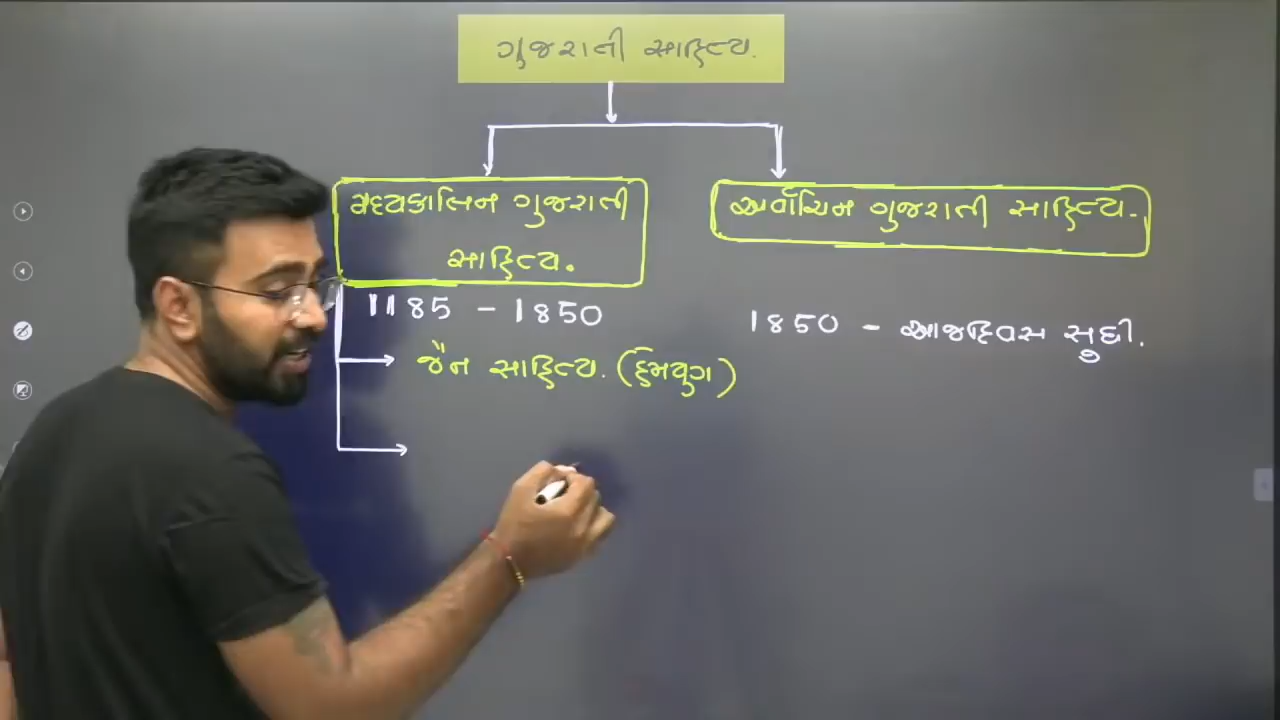 ગુજરાતી સાહિત્ય.
મધ્યકાલિન ગુજરાતી
સાહિત્ય.
અર્વાચિન ગુજરાતી સાહિત્ય.
1185 - 1850
1850 - આજદિવસ સુધી.
જૈન સાહિત્ય. (હેમયુગ)